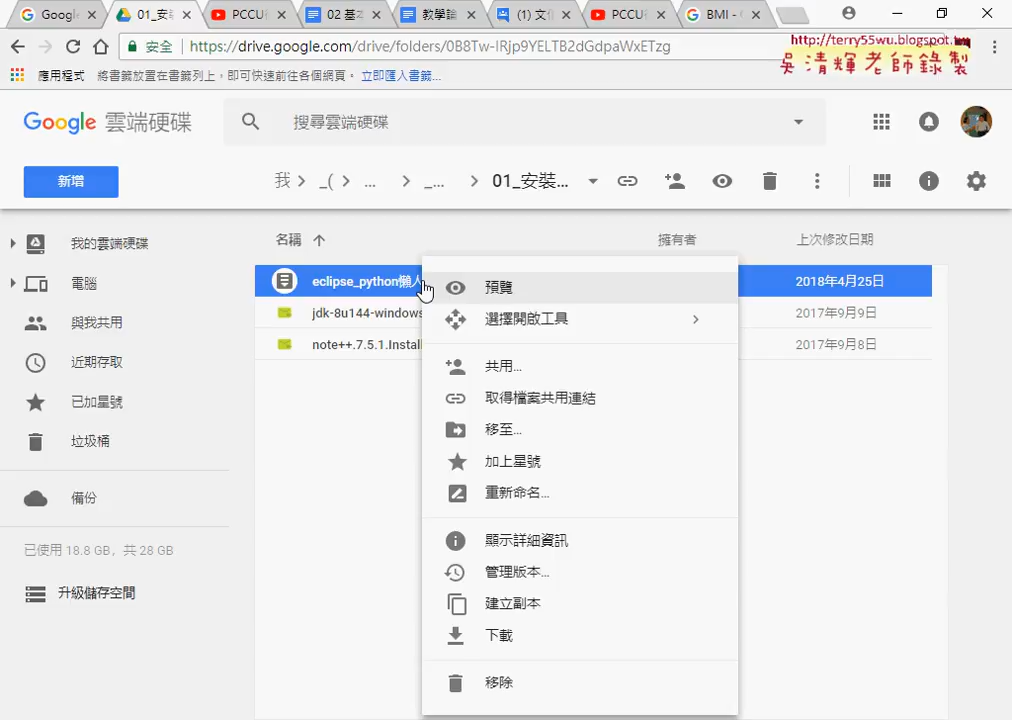 Googl
01_安
PCCU
02 基
教學論
(1) 文
PCCU
BMI -
安全
https://drive.google.com/drive/folders/0B8Tw-IRjp9YELTB2dGdpaWxETzg
http://terry55wu.blogspot.tw
吳清輝老師錄製
應用程式
將書籤放置在書籤列上，即可快速前往各個網頁。
立即匯入書籤...
Google 雲端硬碟
搜尋雲端硬碟
新增
我 > _( > ... > _... > 01_安裝...
我的雲端硬碟
電腦
與我共用
近期存取
已加星號
垃圾桶
備份
已使用 18.8 GB，共 28 GB
升級儲存空間
名稱
擁有者
上次修改日期
eclipse_python懶人
2018年4月25日
jdk-8u144-windows
2017年9月9日
note++.7.5.1.Install
2017年9月8日
預覽
選擇開啟工具
共用...
取得檔案共用連結
移至...
加上星號
重新命名...
顯示詳細資訊
管理版本...
建立副本
下載
移除